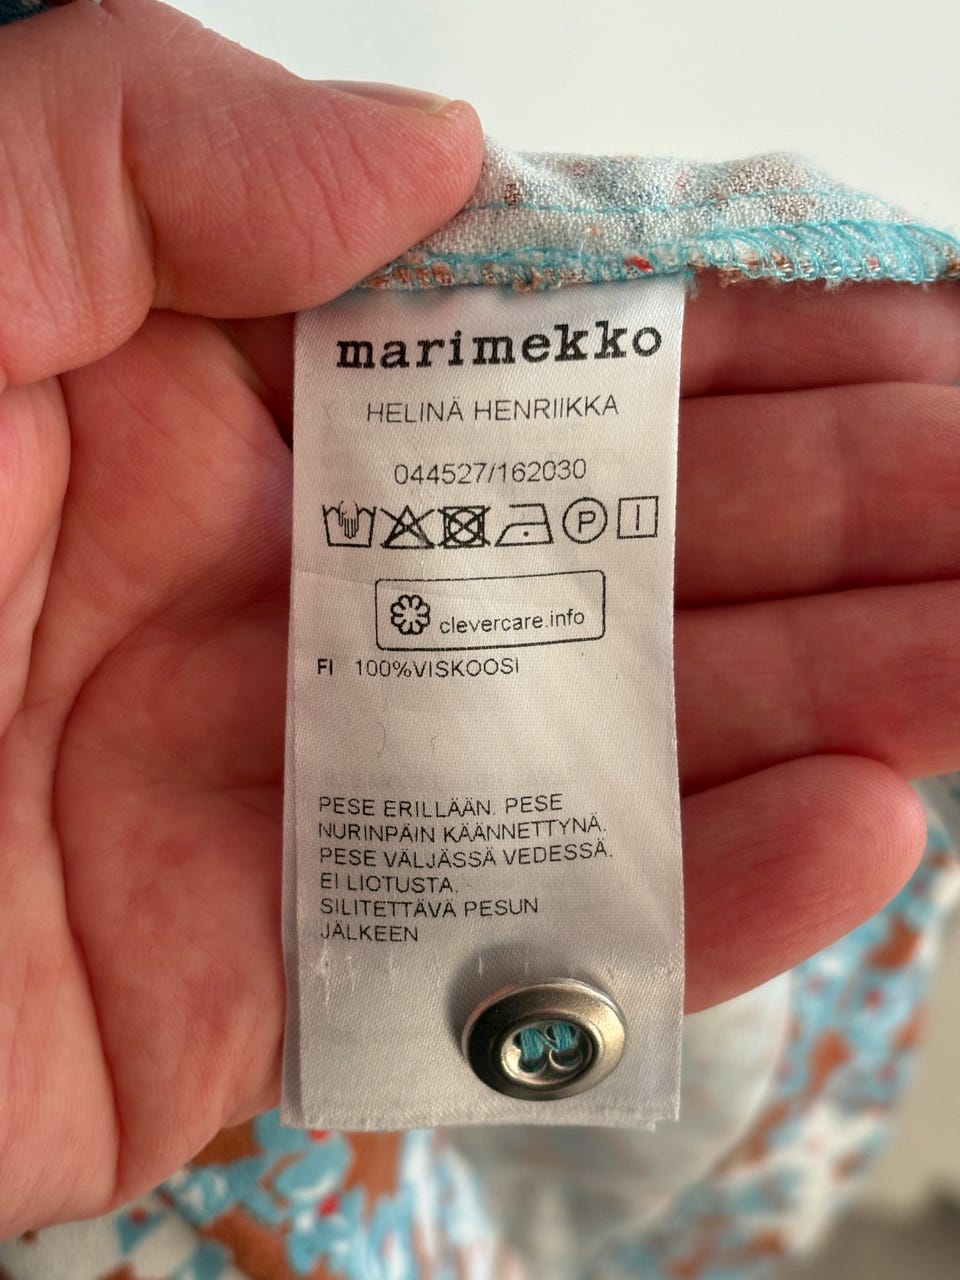 marimekko
HELINÄ HENRIIKKA
044527/162030
P
clevercare.info
FI 100%VISKOOSI
PESE ERILLÄÄN. PESE
NURINPÄIN KÄÄNNETTYNÄ.
PESE VÄLJÄSSÄ VEDESSÄ.
EI LIOTUSTA.
SILITETTÄVÄ PESUN
JÄLKEEN